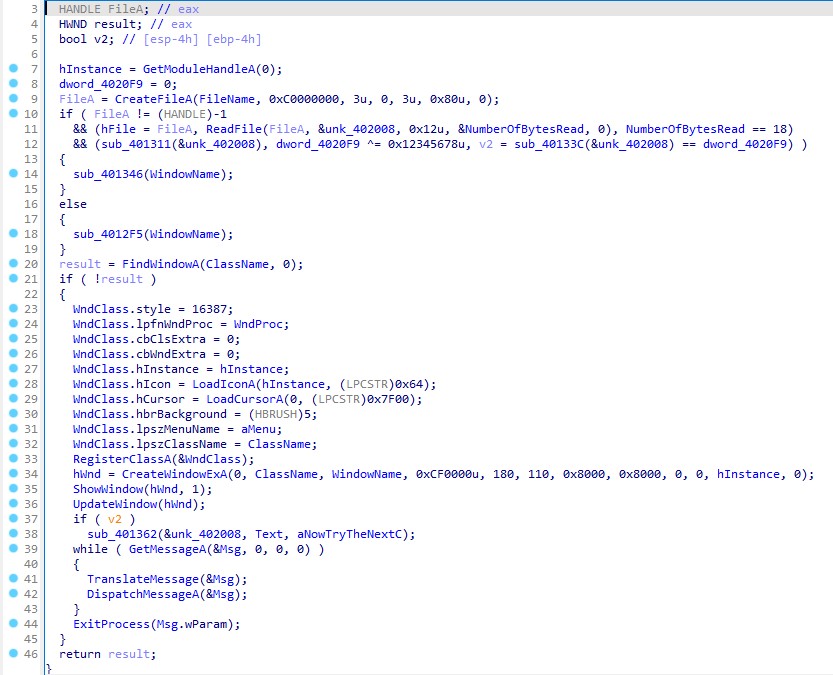 3 HANDLE FileA; // eax
4 HWND result; // eax
5 bool v2; // [esp-4h] [ebp-4h]
6
7 hInstance = GetModuleHandleA(0);
8 dword_4020F9 = 0;
9 FileA = CreateFileA(FileName, 0xC0000000, 3u, 0, 3u, 0x80u, 0);
10 if ( FileA != (HANDLE)-1
11 && (hFile = FileA, ReadFile(FileA, &unk_402008, 0x12u, &NumberOfBytesRead, 0), NumberOfBytesRead == 18)
12 && (sub_401311(&unk_402008), dword_4020F9 ^= 0x12345678u, v2 = sub_40133C(&unk_402008) == dword_4020F9) )
13 {
14 sub_401346(WindowName);
15 }
16 else
17 {
18 sub_4012F5(WindowName);
19 }
20 result = FindWindowA(ClassName, 0);
21 if ( !result )
22 {
23 WndClass.style = 16387;
24 WndClass.lpfnWndProc = WndProc;
25 WndClass.cbClsExtra = 0;
26 WndClass.cbWndExtra = 0;
27 WndClass.hInstance = hInstance;
28 WndClass.hIcon = LoadIconA(hInstance, (LPCSTR)0x64);
29 WndClass.hCursor = LoadCursorA(0, (LPCSTR)0x7F00);
30 WndClass.hbrBackground = (HBRUSH)5;
31 WndClass.lpszMenuName = aMenu;
32 WndClass.lpszClassName = ClassName;
33 RegisterClassA(&WndClass);
34 hWnd = CreateWindowExA(0, ClassName, WindowName, 0xCF0000u, 180, 110, 0x8000, 0x8000, 0, 0, hInstance, 0);
35 ShowWindow(hWnd, 1);
36 UpdateWindow(hWnd);
37 if ( v2 )
38 sub_401362(&unk_402008, Text, aNowTryTheNextC);
39 while ( GetMessageA(&Msg, 0, 0, 0) )
40 {
41 TranslateMessage(&Msg);
42 DispatchMessageA(&Msg);
43 }
44 ExitProcess(Msg.wParam);
45 }
46 return result;
}